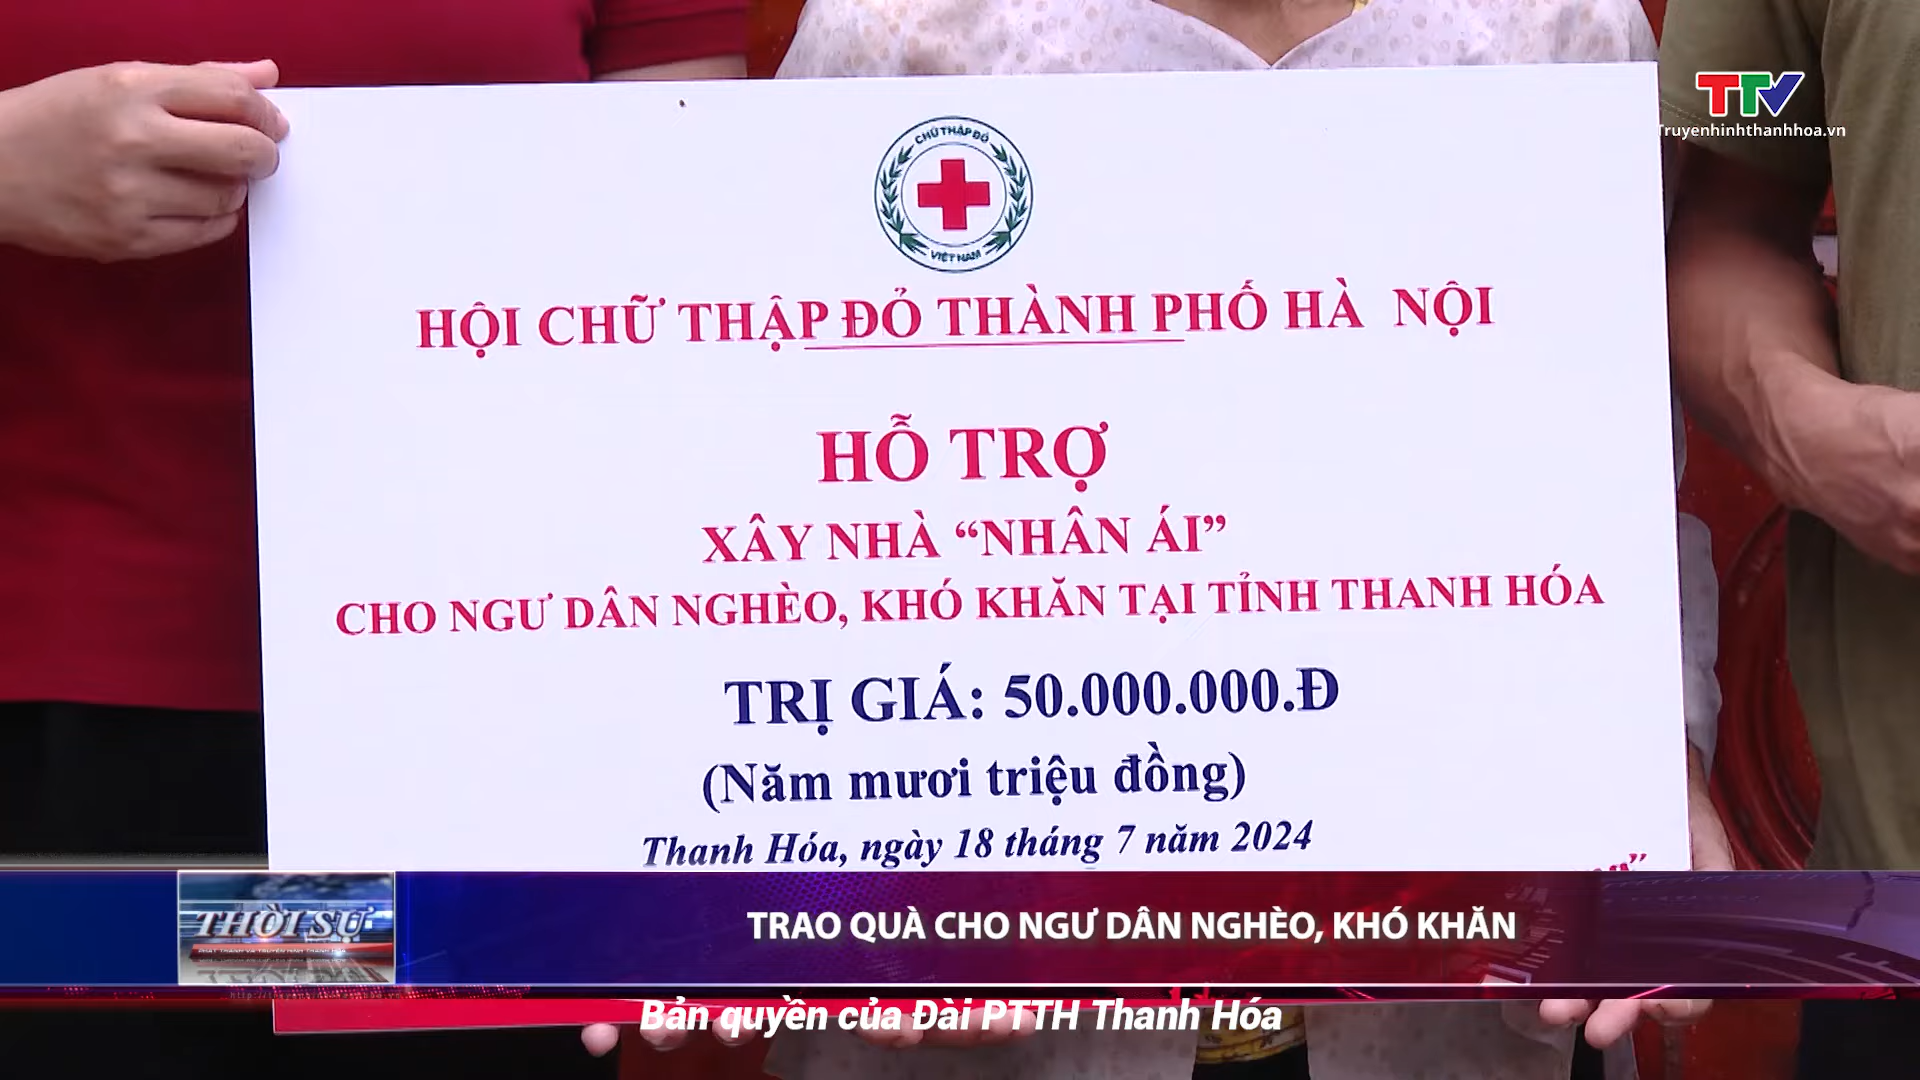 TTV
Truyenhinhthanhhoa.vn
CHỮ THẬP ĐỎ
VIỆT NAM
HỘI CHỮ THẬP ĐỎ THÀNH PHỐ HÀ NỘI
HỖ TRỢ
XÂY NHÀ “NHÂN ÁI”
CHO NGƯ DÂN NGHÈO, KHÓ KHĂN TẠI TỈNH THANH HÓA
TRỊ GIÁ: 50.000.000.Đ
(Năm mươi triệu đồng)
Thanh Hóa, ngày 18 tháng 7 năm 2024
THỜI SỰ
TRAO QUÀ CHO NGƯ DÂN NGHÈO, KHÓ KHĂN
Bản quyền của Đài PTTH Thanh Hóa